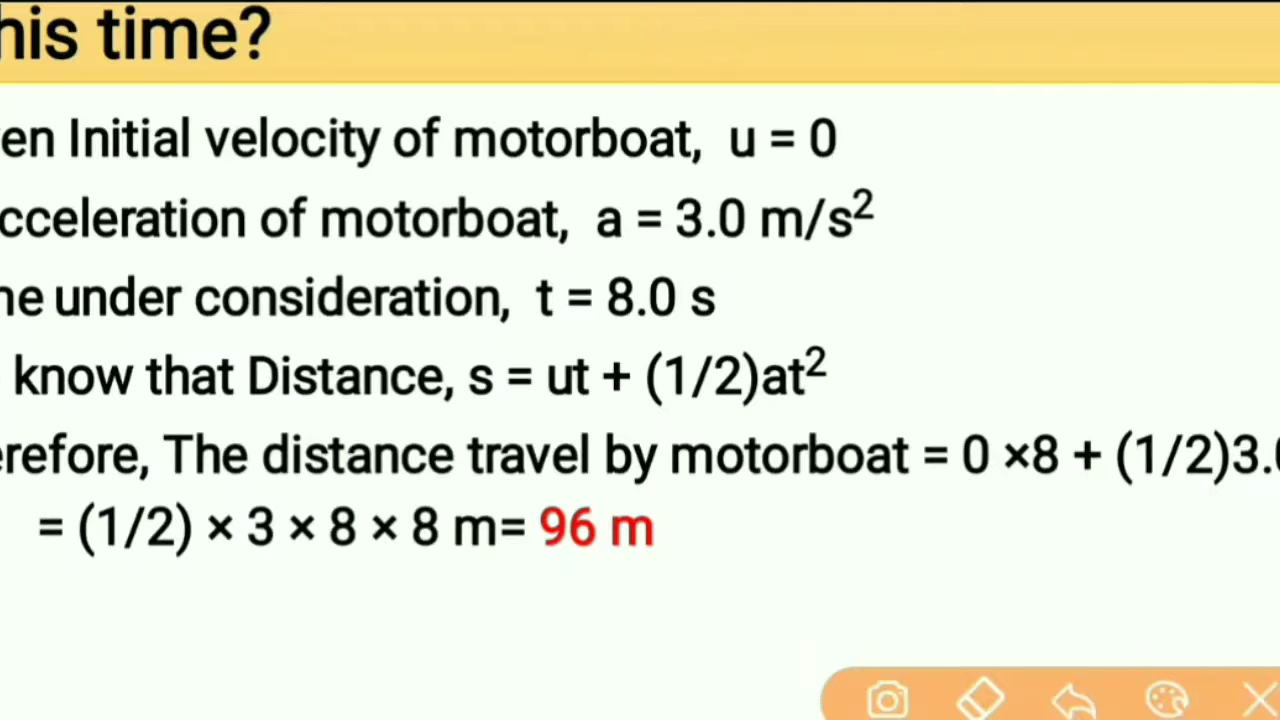 his time?
en Initial velocity of motorboat, u = 0
cceleration of motorboat, a = 3.0 m/s²
ne under consideration, t = 8.0 s
know that Distance, s = ut + (1/2)at²
refore, The distance travel by motorboat = 0 ×8 + (1/2)3.0
= (1/2) × 3 × 8 × 8 m= 96 m